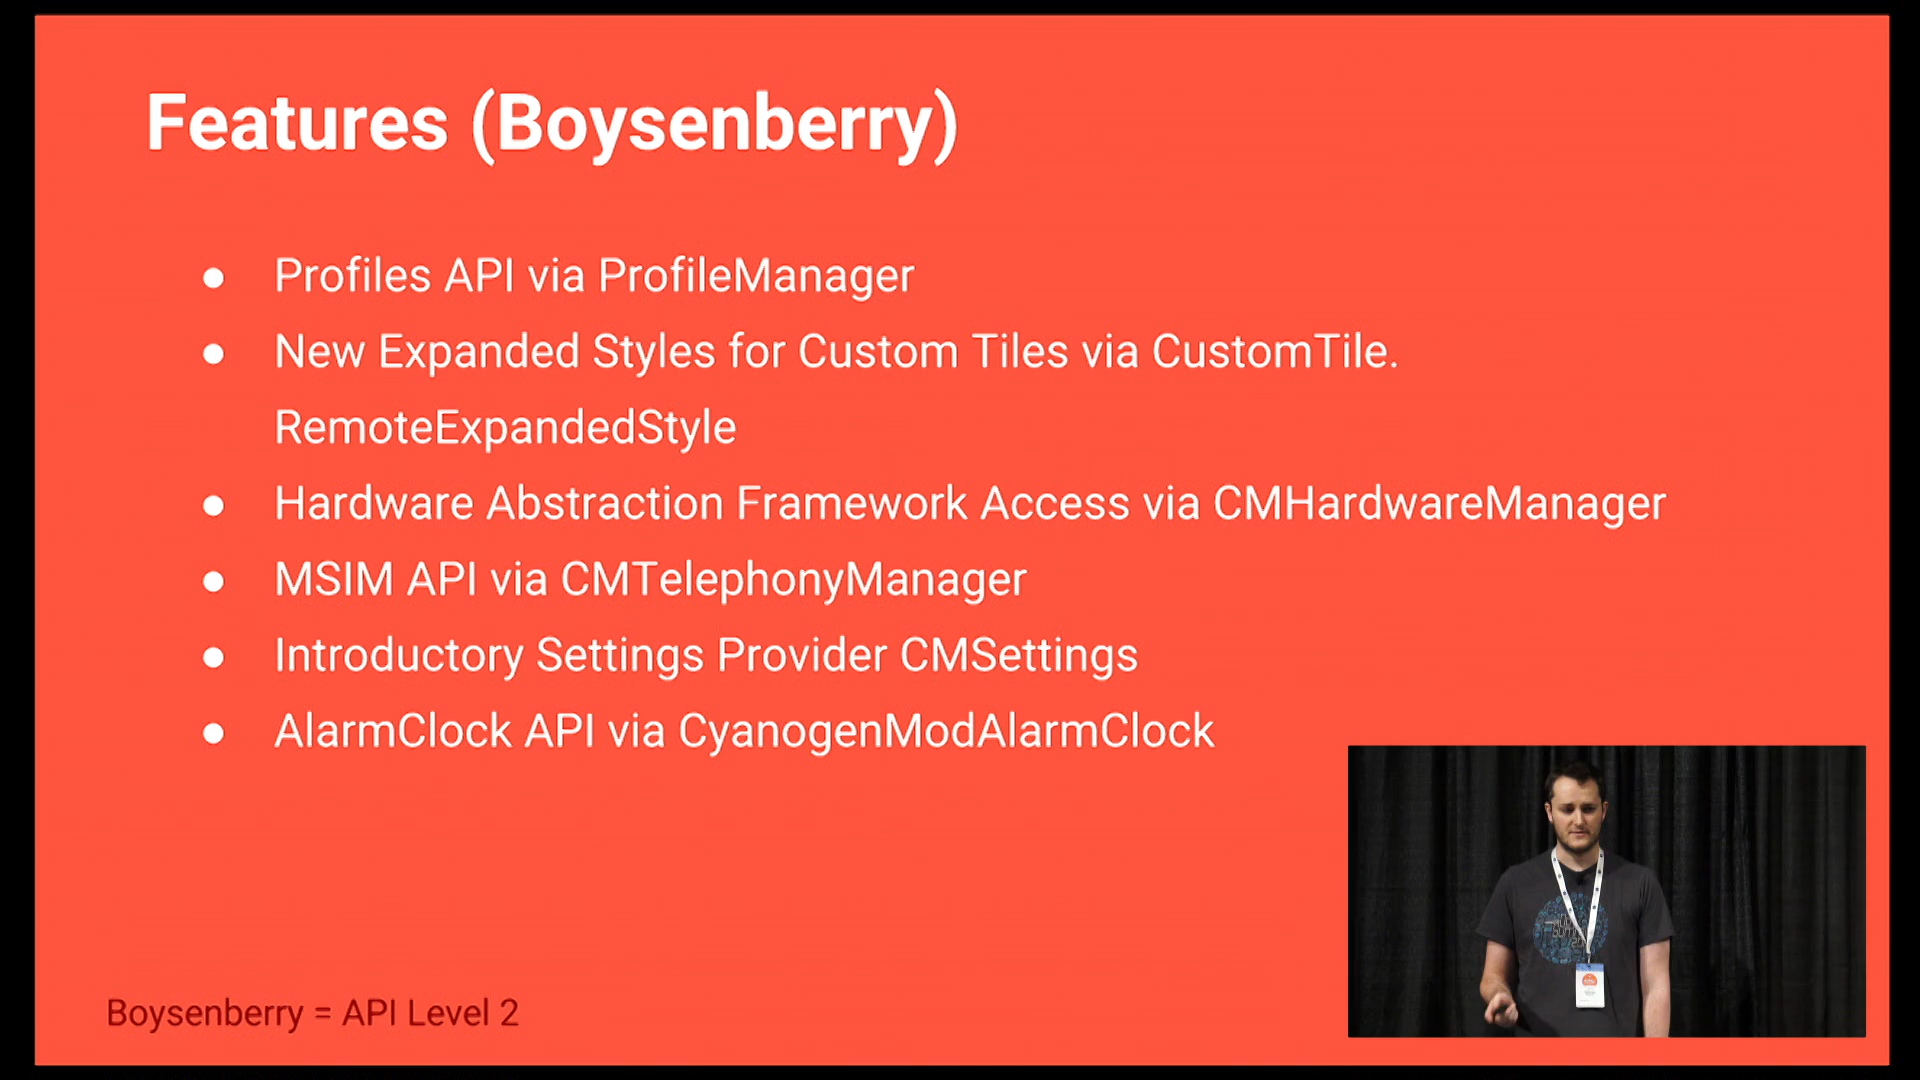 Features (Boysenberry)
● Profiles API via ProfileManager
● New Expanded Styles for Custom Tiles via CustomTile.
RemoteExpandedStyle
● Hardware Abstraction Framework Access via CMHardwareManager
● MSIM API via CMTelephonyManager
● Introductory Settings Provider CMSettings
● AlarmClock API via CyanogenModAlarmClock
Boysenberry = API Level 2